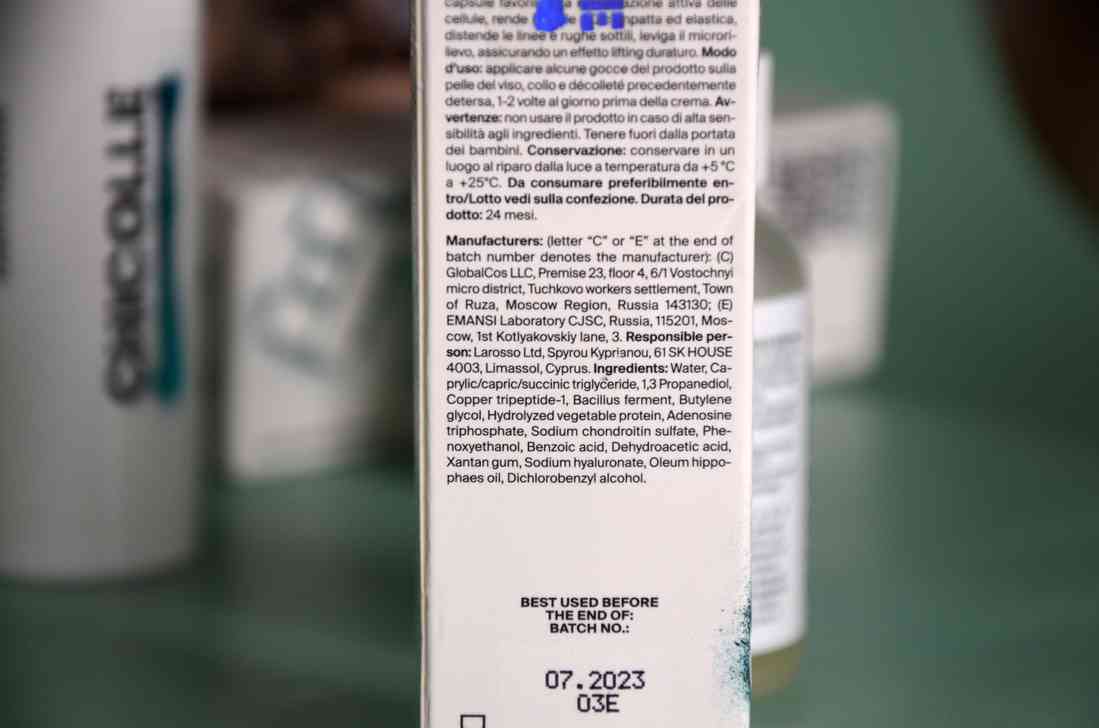 capsule
cellule, rende npatta ed elastica,
distende le linee e rughe sottili, leviga il microri-
lievo, assicurando un effetto lifting duraturo. Modo
d'uso: applicare alcune gocce del prodotto sulla
pelle del viso, collo e décolleté precedentemente
detersa, 1-2 volte al giorno prima della crema. Av-
vertenze: non usare il prodotto in caso di alta sen-
sibilità agli ingredienti. Tenere fuori dalla portata
dei bambini. Conservazione: conservare in un
luogo al riparo dalla luce a temperatura da +5 °C
a +25°C. Da consumare preferibilmente en-
tro/Lotto vedi sulla confezione. Durata del pro-
dotto: 24 mesi.
Manufacturers: (letter “C” or “E” at the end of
batch number denotes the manufacturer): (C)
GlobalCos LLC, Premise 23, floor 4, 6/1 Vostochnyi
micro district, Tuchkovo workers settlement, Town
of Ruza, Moscow Region, Russia 143130; (E)
EMANSI Laboratory CJSC, Russia, 115201, Mos-
cow, 1st Kotlyakovskiy lane, 3. Responsible per-
son: Larosso Ltd, Spyrou Kyprianou, 61 SK HOUSE
4003, Limassol, Cyprus. Ingredients: Water, Ca-
prylic/capric/succinic triglyceride, 1,3 Propanediol,
Copper tripeptide-1, Bacillus ferment, Butylene
glycol, Hydrolyzed vegetable protein, Adenosine
triphosphate, Sodium chondroitin sulfate, Phe-
noxyethanol, Benzoic acid, Dehydroacetic acid,
Xantan gum, Sodium hyaluronate, Oleum hippo-
phaes oil, Dichlorobenzyl alcohol.
BEST USED BEFORE
THE END OF:
BATCH NO.:
07.2023
03E